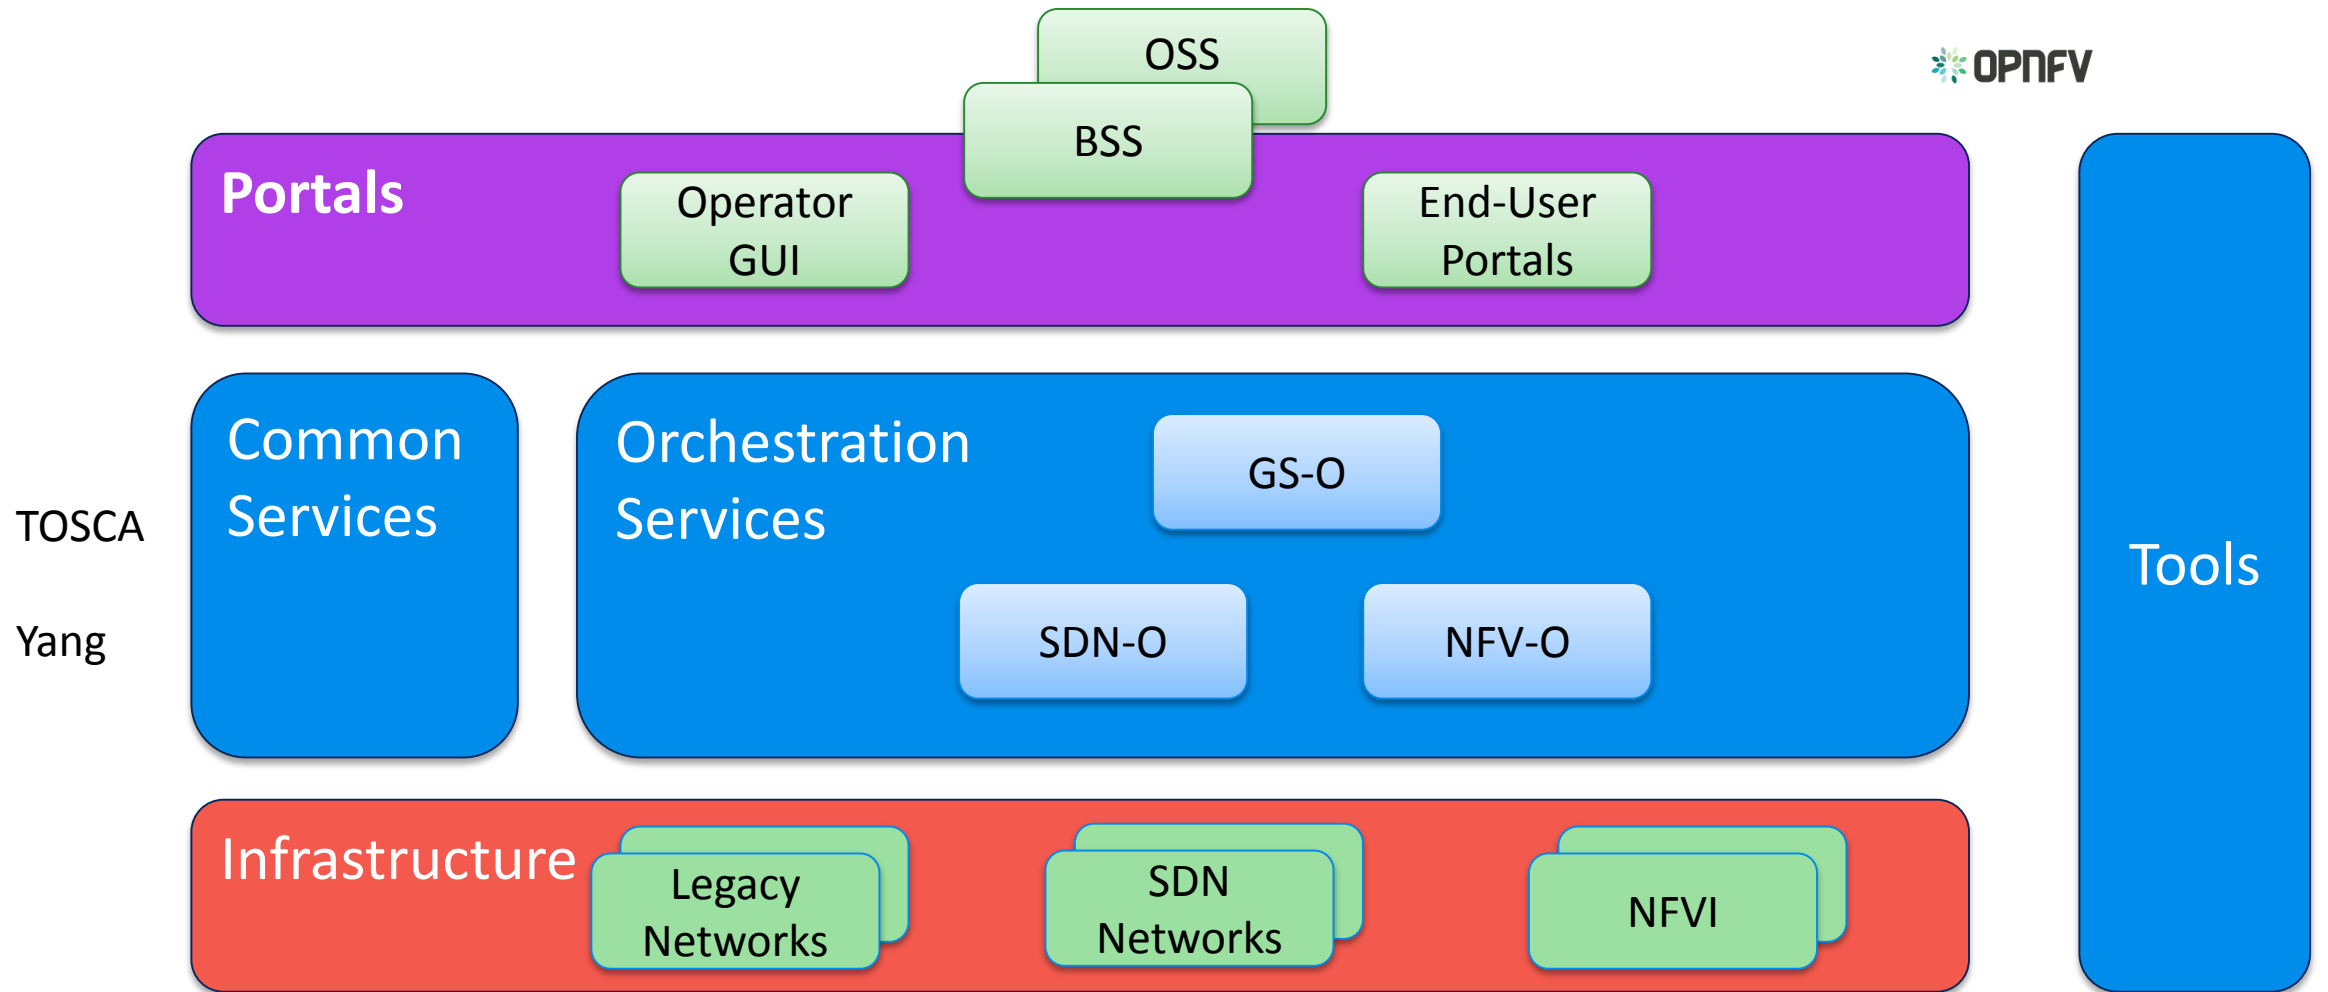 OSS
OPNFV
BSS
Portals
Operator
GUI
End-User
Portals
Common
Services
Orchestration
Services
GS-O
TOSCA
Yang
SDN-O
NFV-O
Tools
Infrastructure
Legacy
Networks
SDN
Networks
NFVI